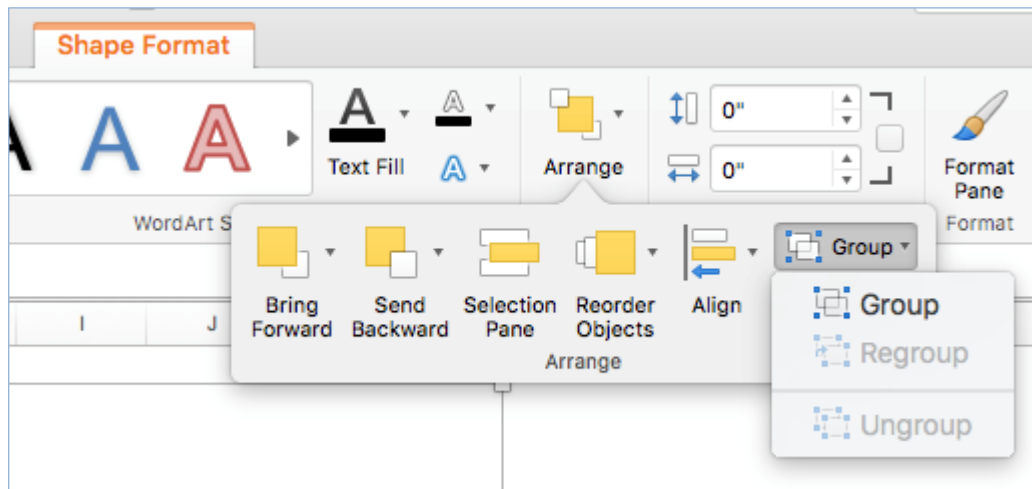 Shape Format
A A A
Text Fill
A
A
A
Arrange
0"
0"
Format
Pane
WordArt S
Format
Bring
Forward
Send
Backward
Selection
Pane
Reorder
Objects
Align
Group
Arrange
Group
Regroup
Ungroup
I J